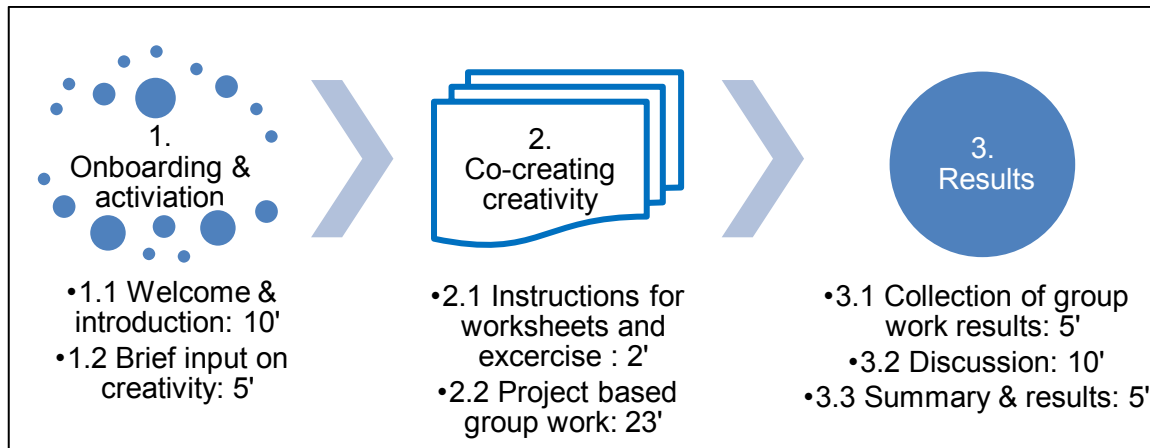 1.
Onboarding &
activiation
•1.1 Welcome &
introduction: 10'
•1.2 Brief input on
creativity: 5'
2.
Co-creating
creativity
•2.1 Instructions for
worksheets and
excercise : 2'
•2.2 Project based
group work: 23'
3.
Results
•3.1 Collection of group
work results: 5'
•3.2 Discussion: 10'
•3.3 Summary & results: 5'